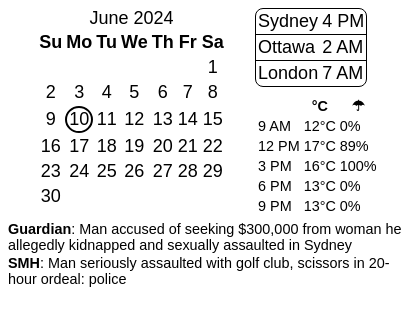 June 2024
Su Mo Tu We Th Fr Sa
1
2 3 4 5 6 7 8
9 10 11 12 13 14 15
16 17 18 19 20 21 22
23 24 25 26 27 28 29
30
Sydney 4 PM
Ottawa 2 AM
London 7 AM
°C ☂
9 AM 12°C 0%
12 PM 17°C 89%
3 PM 16°C 100%
6 PM 13°C 0%
9 PM 13°C 0%
Guardian: Man accused of seeking $300,000 from woman he
allegedly kidnapped and sexually assaulted in Sydney
SMH: Man seriously assaulted with golf club, scissors in 20-
hour ordeal: police